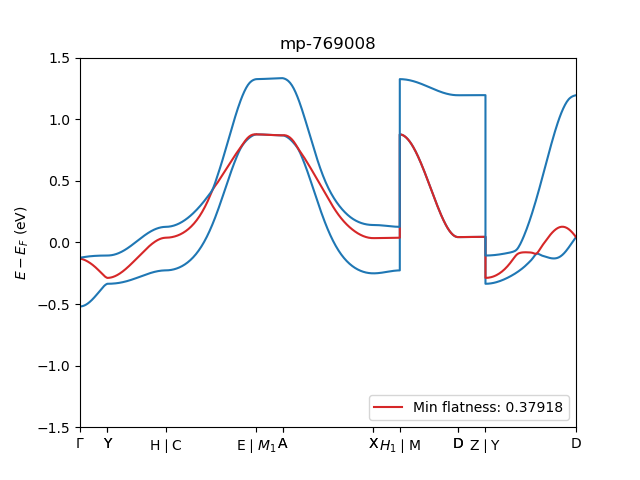 mp-769008
E − E_F (eV)
1.5
1.0
0.5
0.0
−0.5
−1.0
−1.5
Min flatness: 0.37918
Γ Y H | C E | M₁ A X H₁ | M D Z | Y D